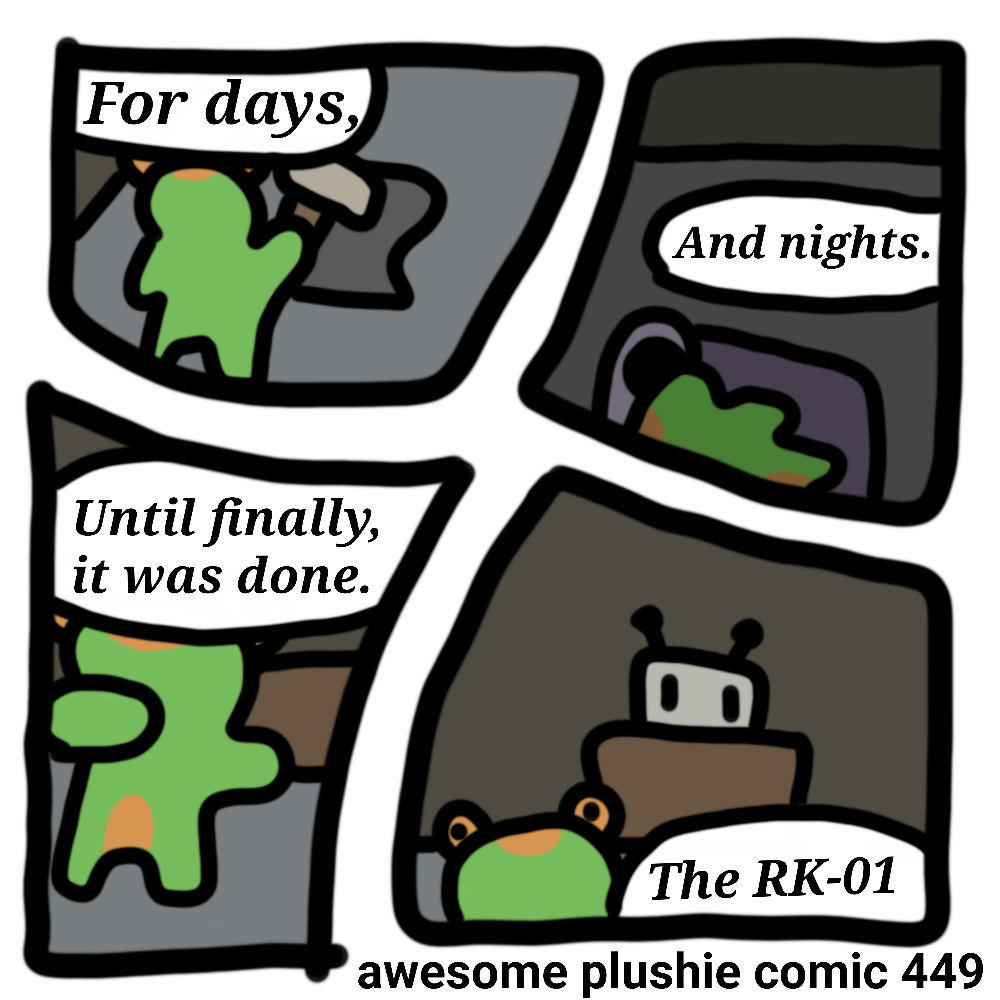 For days,
And nights.
Until finally,
it was done.
The RK-01
awesome plushie comic 449